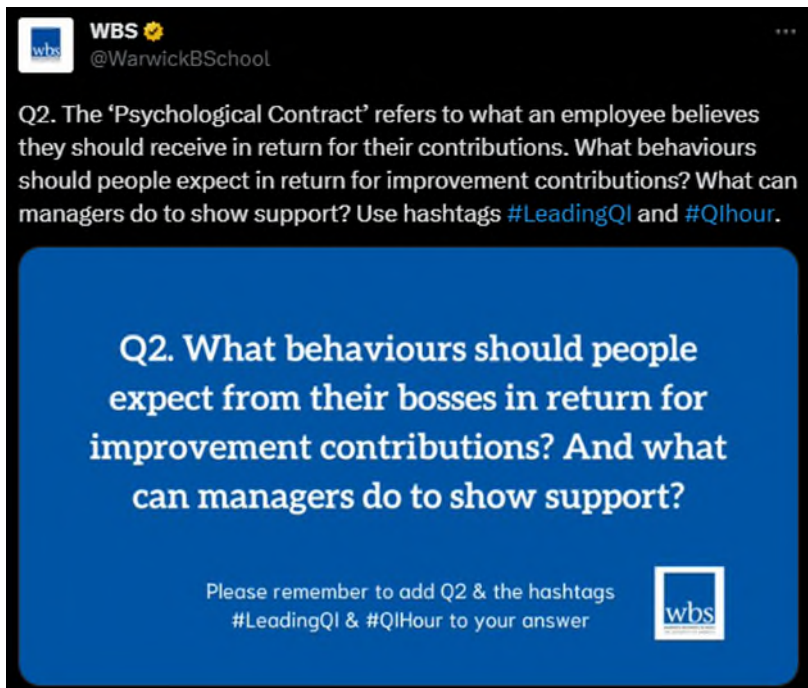 wbs
WBS
@WarwickBSchool
Q2. The ‘Psychological Contract’ refers to what an employee believes
they should receive in return for their contributions. What behaviours
should people expect in return for improvement contributions? What can
managers do to show support? Use hashtags #LeadingQI and #QIhour.
Q2. What behaviours should people
expect from their bosses in return for
improvement contributions? And what
can managers do to show support?
Please remember to add Q2 & the hashtags
#LeadingQI & #QIHour to your answer
wbs